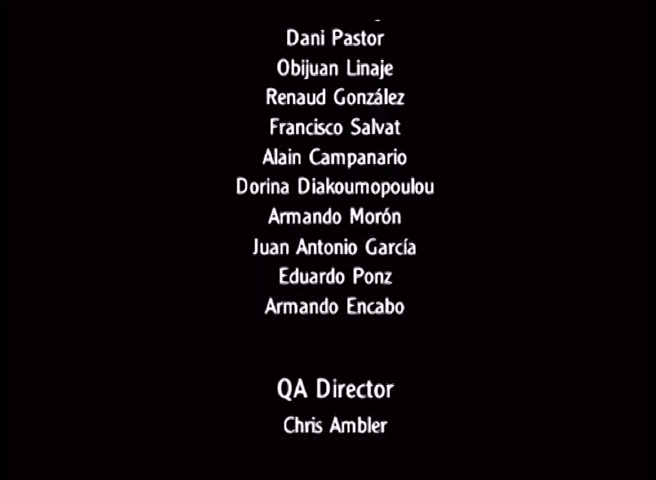 Dani Pastor
Obijuan Linaje
Renaud González
Francisco Salvat
Alain Campanario
Dorina Diakoumopoulou
Armando Morón
Juan Antonio García
Eduardo Ponz
Armando Encabo
QA Director
Chris Ambler